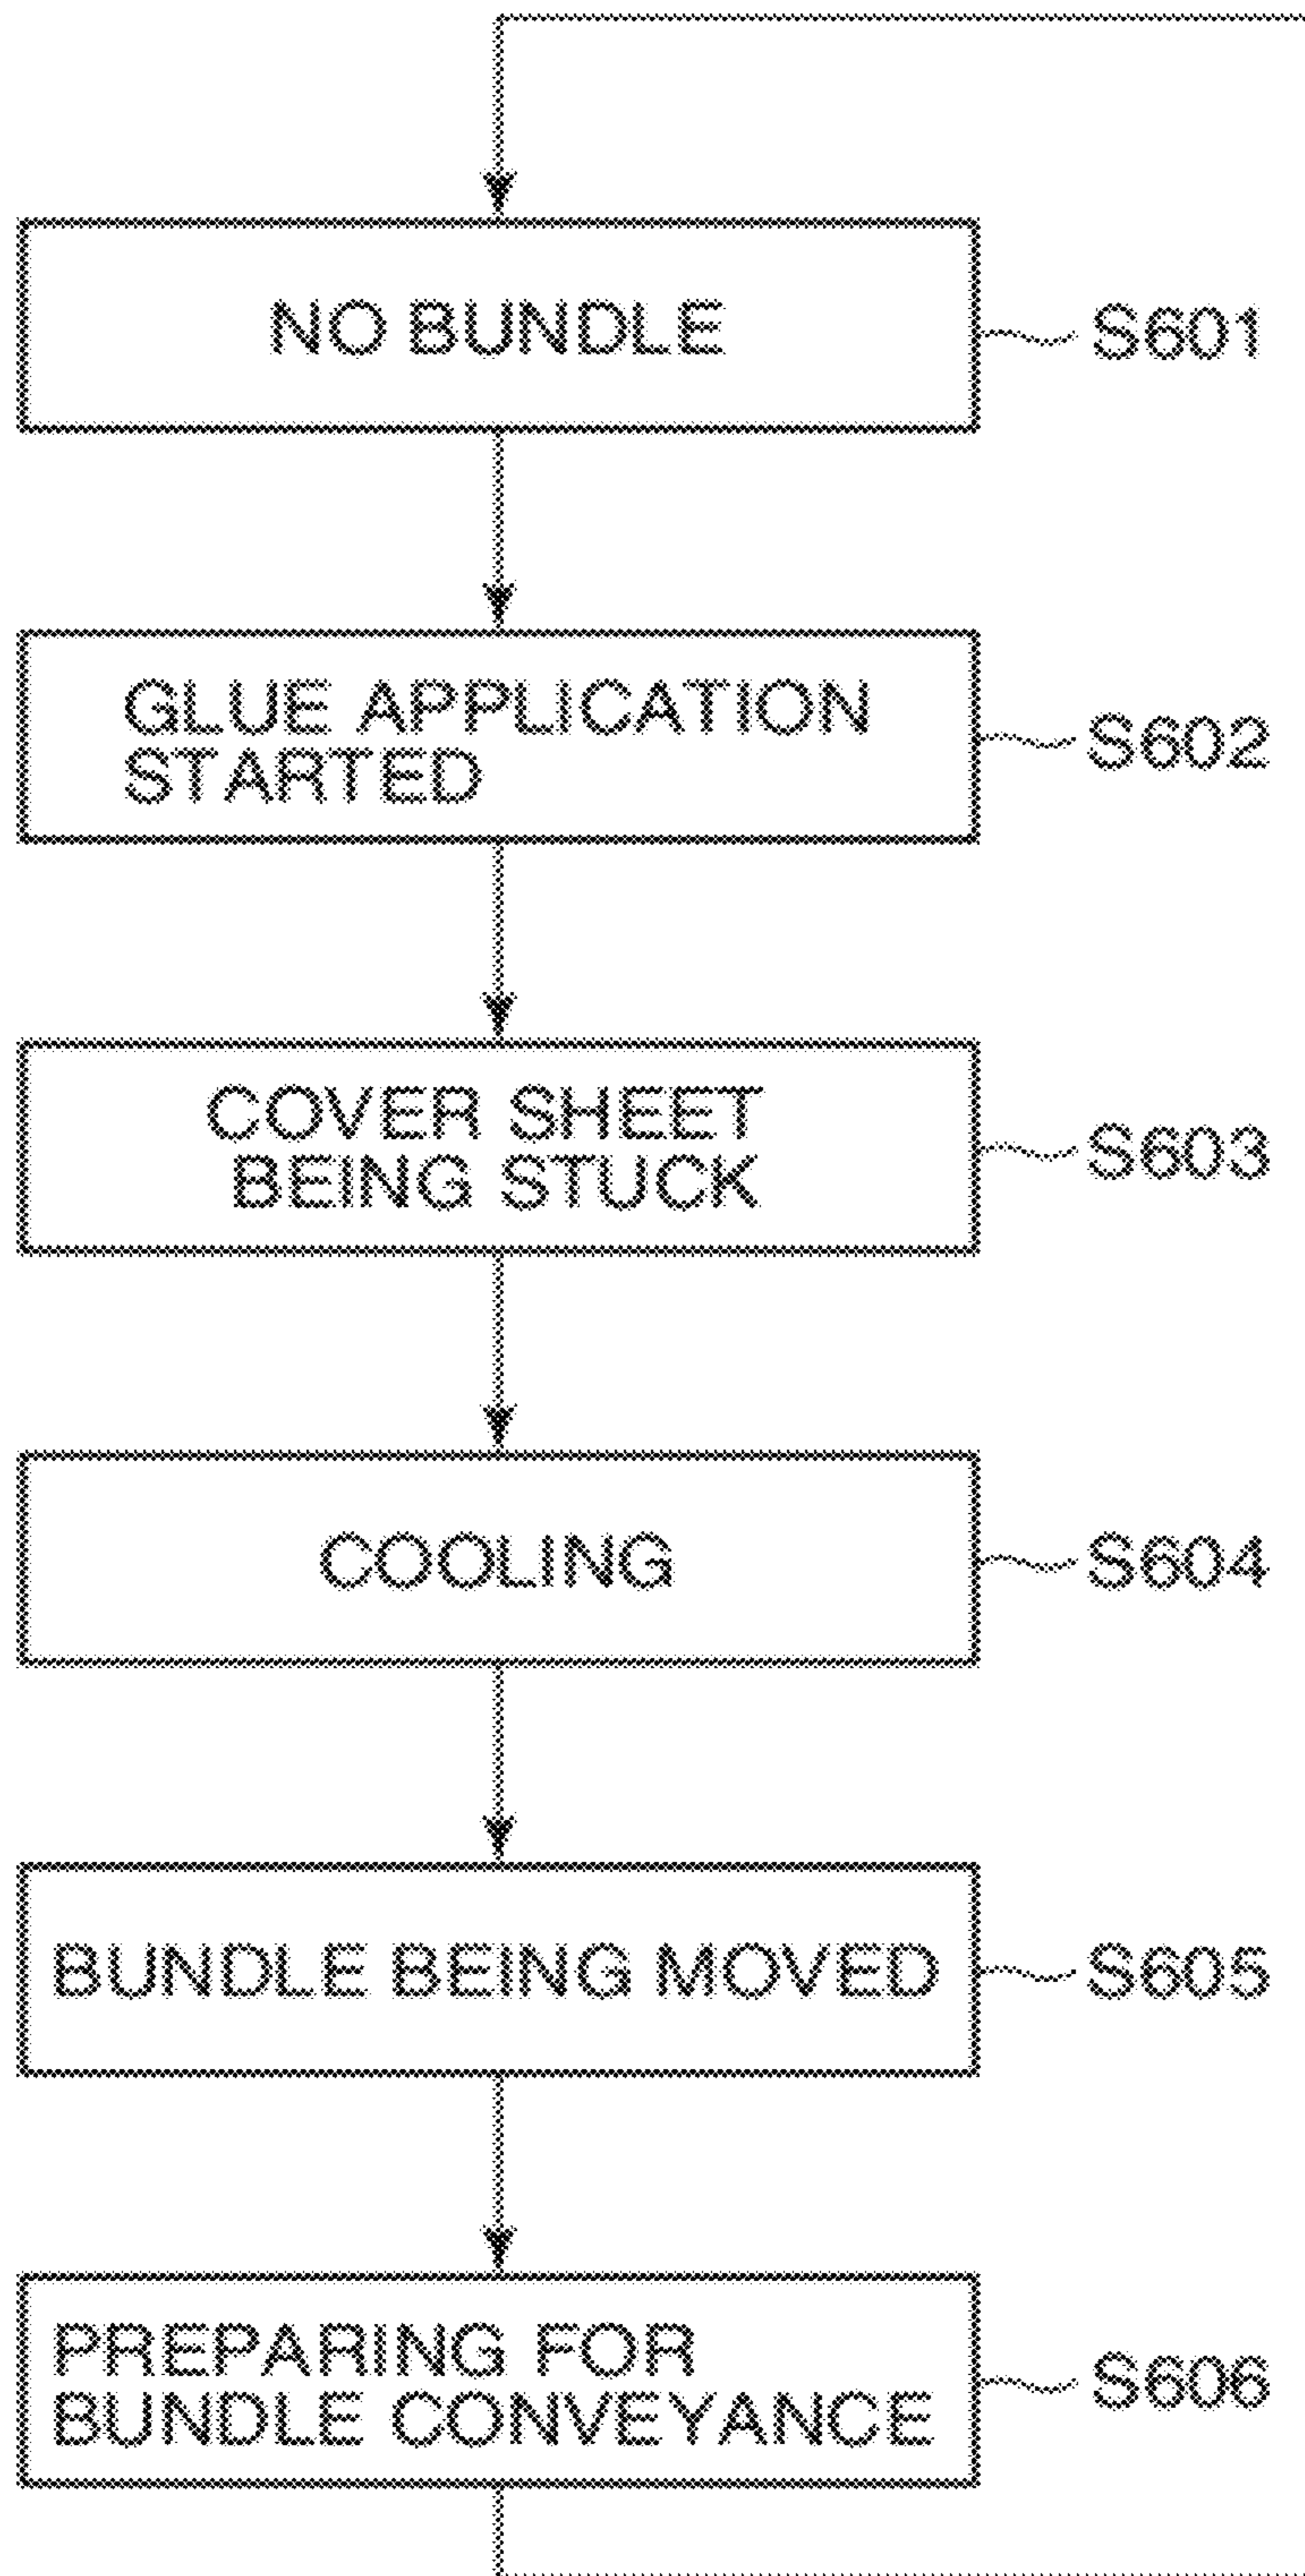 NO BUNDLE
S601
GLUE APPLICATION
STARTED
S602
COVER SHEET
BEING STUCK
S603
COOLING
S604
BUNDLE BEING MOVED
S605
PREPARING FOR
BUNDLE CONVEYANCE
S606